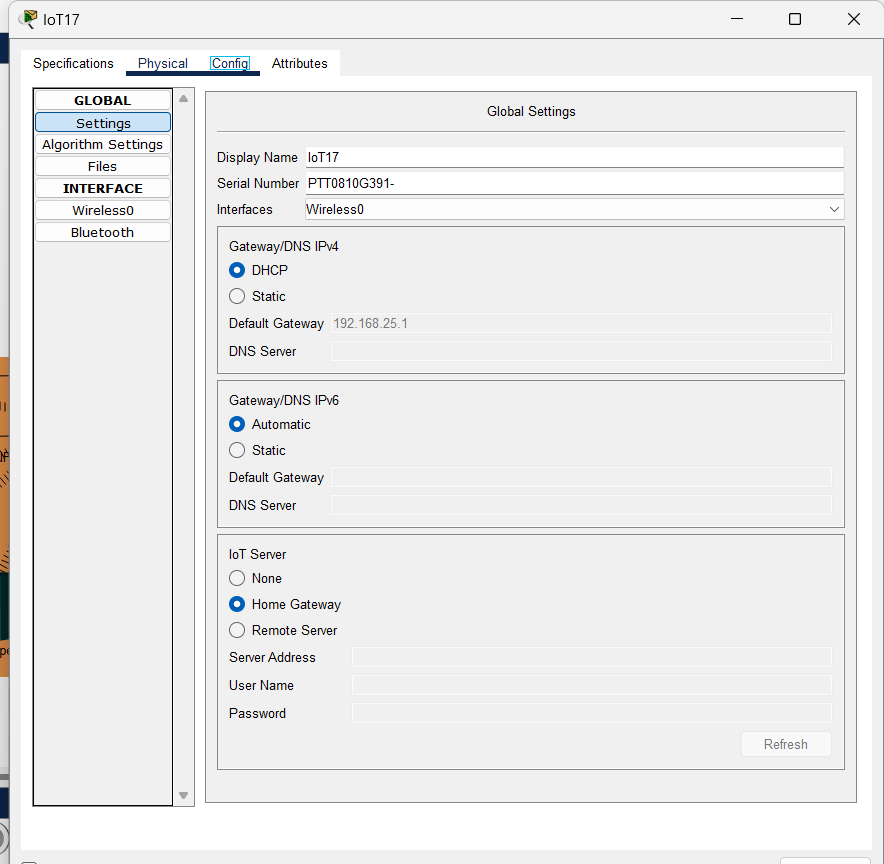 IoT17
Specifications Physical Config Attributes
GLOBAL
Settings
Algorithm Settings
Files
INTERFACE
Wireless0
Bluetooth
Global Settings
Display Name IoT17
Serial Number PTT0810G391-
Interfaces Wireless0
Gateway/DNS IPv4
DHCP
Static
Default Gateway 192.168.25.1
DNS Server
Gateway/DNS IPv6
Automatic
Static
Default Gateway
DNS Server
IoT Server
None
Home Gateway
Remote Server
Server Address
User Name
Password
Refresh